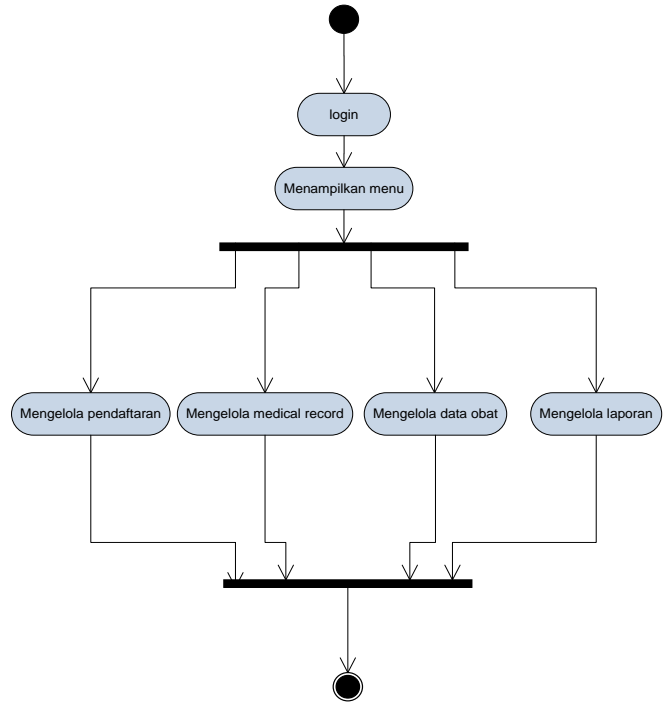 login
Menampilkan menu
Mengelola pendaftaran
Mengelola medical record
Mengelola data obat
Mengelola laporan